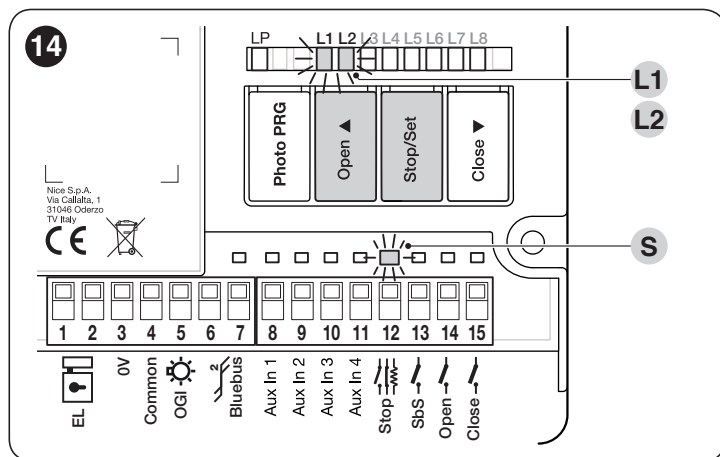 14
LP L1 L2 L3 L4 L5 L6 L7 L8
L1
L2
Photo PRG
Open ▲
Stop/Set
Close ▼
Nice S.p.A.
Via Callalta, 1
31046 Oderzo
TV Italy
CE
S
1 2 3 4 5 6 7 8 9 10 11 12 13 14 15
EL
0V
Common
OGI
2
Bluebus
Aux In 1
Aux In 2
Aux In 3
Aux In 4
Stop
SbS
Open
Close